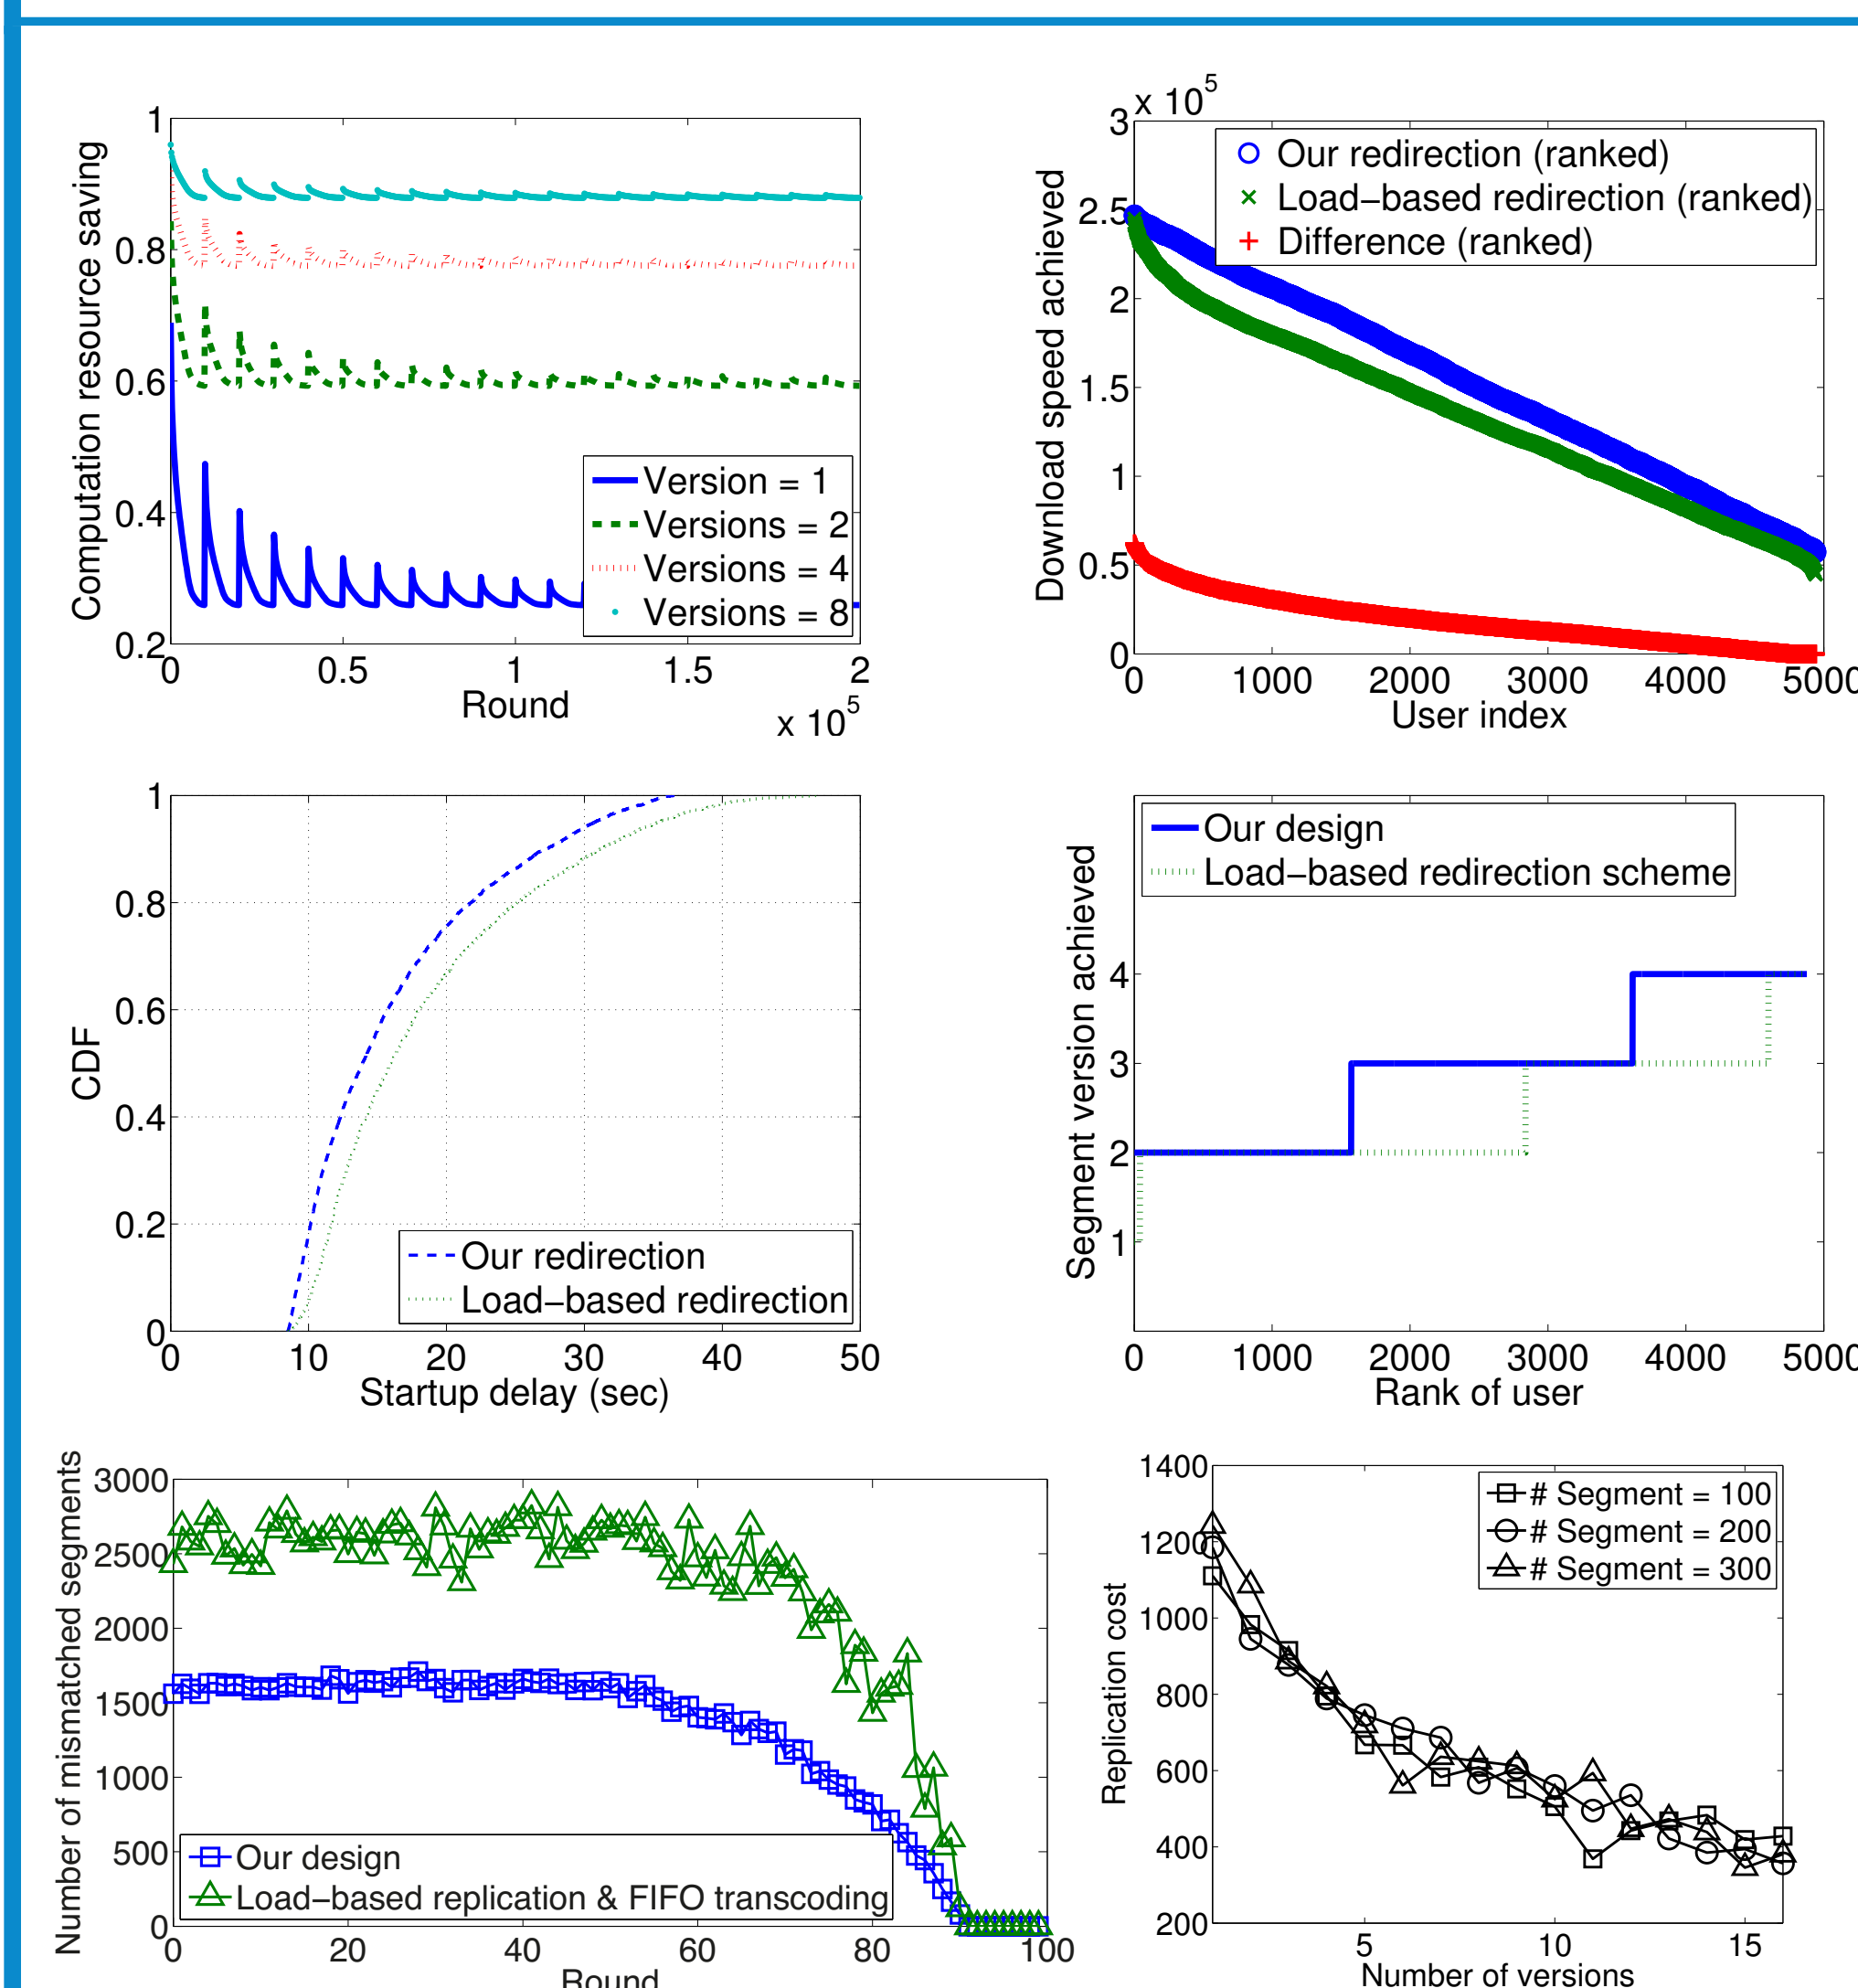 1
0.8
0.6
0.4
0.2
0
0.5
1
1.5
2
x 10^5
Computation resource saving
Round
Version = 1
Versions = 2
Versions = 4
Versions = 8
x 10^5
3
2.5
2
1.5
1
0.5
0
0
1000
2000
3000
4000
5000
Download speed achieved
User index
Our redirection (ranked)
Load−based redirection (ranked)
Difference (ranked)
1
0.8
0.6
0.4
0.2
0
0
10
20
30
40
50
CDF
Startup delay (sec)
Our redirection
Load−based redirection
4
3
2
1
0
1000
2000
3000
4000
5000
Segment version achieved
Rank of user
Our design
Load−based redirection scheme
3000
2500
2000
1500
1000
500
0
0
20
40
60
80
100
Number of mismatched segments
Round
Our design
Load−based replication & FIFO transcoding
1400
1200
1000
800
600
400
200
5
10
15
Replication cost
Number of versions
# Segment = 100
# Segment = 200
# Segment = 300